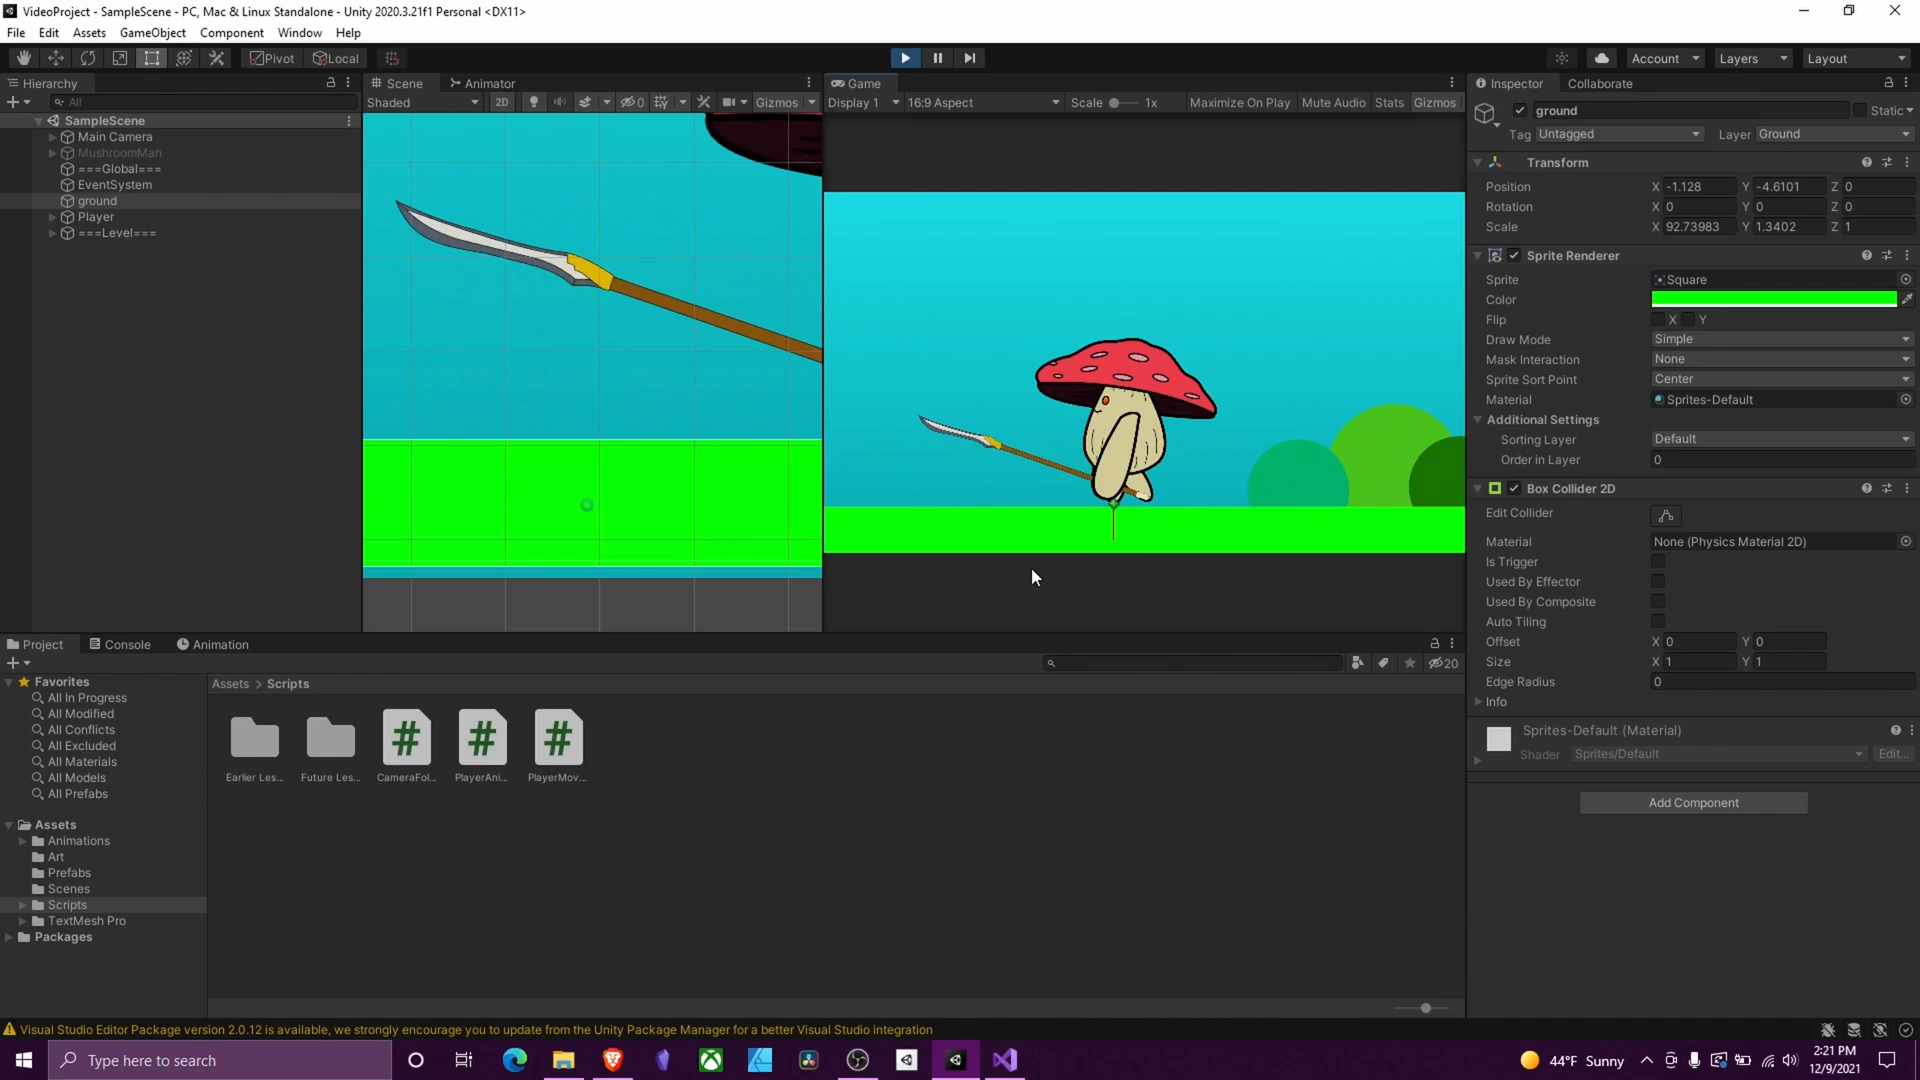 VideoProject - SampleScene - PC, Mac & Linux Standalone - Unity 2020.3.21f1 Personal <DX11>
File Edit Assets GameObject Component Window Help
Pivot Local Account Layers Layout
Hierarchy
All
SampleScene
Main Camera
MushroomMan
===Global===
EventSystem
ground
Player
===Level===
Scene Animator
Shaded 2D 0 Gizmos
Game
Display 1 16:9 Aspect Scale 1x Maximize On Play Mute Audio Stats Gizmos
Inspector Collaborate
ground Static
Tag Untagged Layer Ground
Transform
Position X -1.128 Y -4.6101 Z 0
Rotation X 0 Y 0 Z 0
Scale X 92.73983 Y 1.3402 Z 1
Sprite Renderer
Sprite Square
Color
Flip X Y
Draw Mode Simple
Mask Interaction None
Sprite Sort Point Center
Material Sprites-Default
Additional Settings
Sorting Layer Default
Order in Layer 0
Box Collider 2D
Edit Collider
Material None (Physics Material 2D)
Is Trigger
Used By Effector
Used By Composite
Auto Tiling
Offset X 0 Y 0
Size X 1 Y 1
Edge Radius 0
Info
Sprites-Default (Material)
Shader Sprites/Default Edit...
Add Component
Project Console Animation
20
Favorites
All In Progress
All Modified
All Conflicts
All Excluded
All Materials
All Models
All Prefabs
Assets
Animations
Art
Prefabs
Scenes
Scripts
TextMesh Pro
Packages
Assets > Scripts
Earlier Les... Future Les... CameraFol... PlayerAni... PlayerMov...
Visual Studio Editor Package version 2.0.12 is available, we strongly encourage you to update from the Unity Package Manager for a better Visual Studio integration
Type here to search
44°F Sunny
2:21 PM
12/9/2021